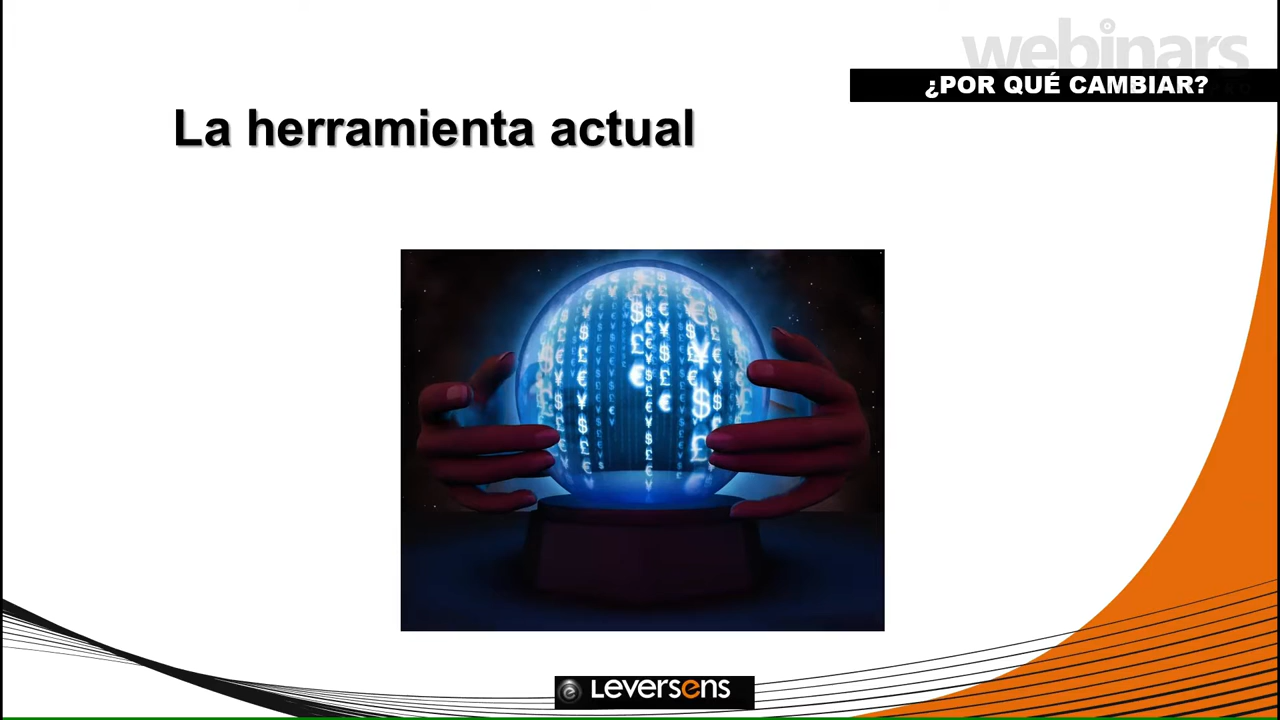 webinars
¿POR QUÉ CAMBIAR?
La herramienta actual
e LEVERSENS